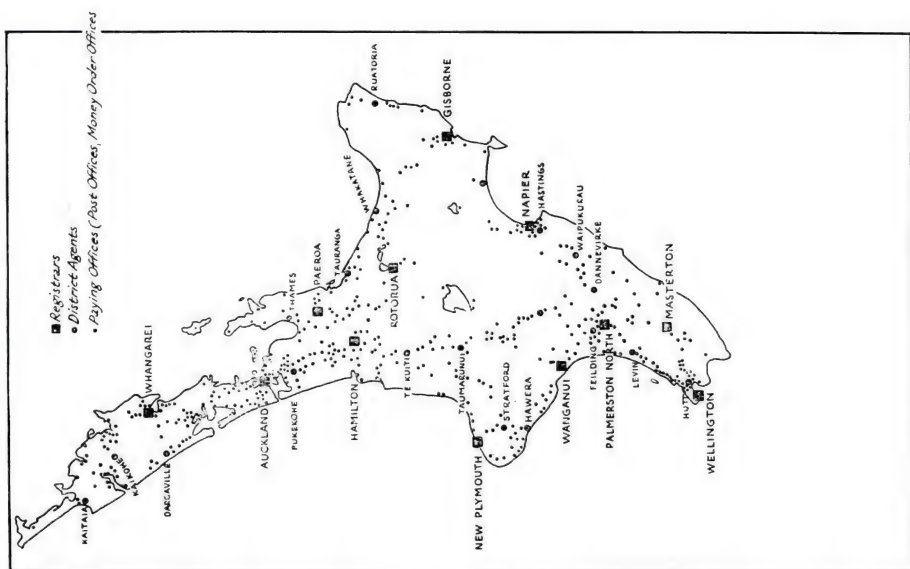 Registrars
District Agents
Paying Offices (Post Offices, Money Order Offices
KAITAIA
KAIKOHE
WHANGAREI
DARGAVILLE
AUCKLAND
PUKEKOHE
THAMES
PAEROA
TAURANGA
HAMILTON
WHAKATANE
RUATORIA
ROTORUA
TE KUITI
GISBORNE
TAUMARUNUI
NEW PLYMOUTH
STRATFORD
HAWERA
NAPIER
HASTINGS
WANGANUI
WAIPUKURAU
DANNEVIRKE
FEILDING
PALMERSTON NORTH
LEVIN
MASTERTON
HUTT
WELLINGTON